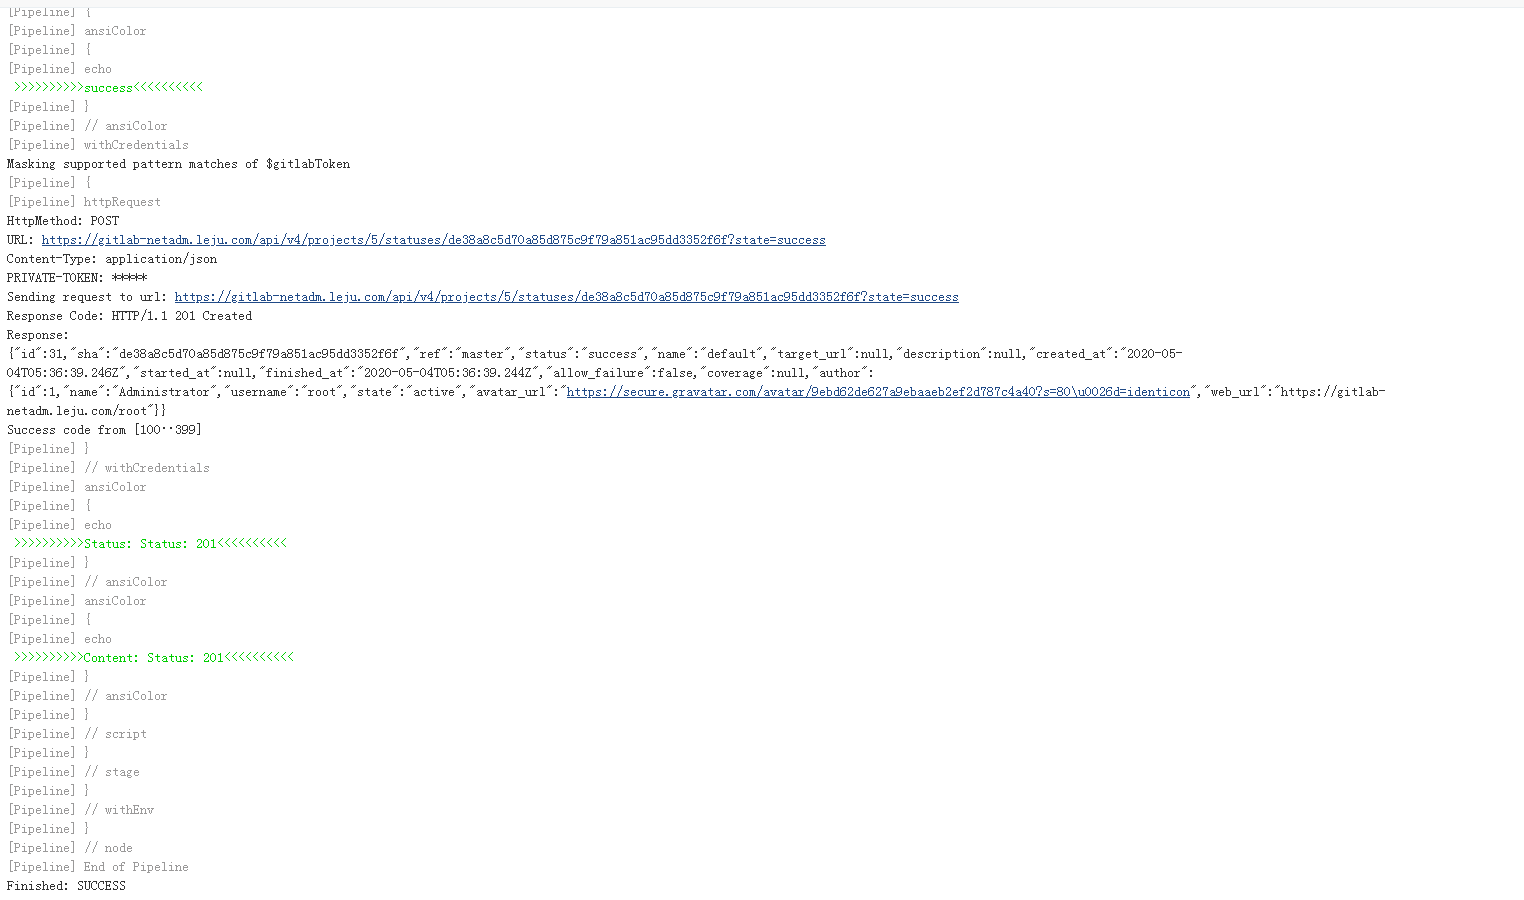 [Pipeline] {
[Pipeline] ansiColor
[Pipeline] {
[Pipeline] echo
>>>>>>>>>>success<<<<<<<<<<
[Pipeline] }
[Pipeline] // ansiColor
[Pipeline] withCredentials
Masking supported pattern matches of $gitlabToken
[Pipeline] {
[Pipeline] httpRequest
HttpMethod: POST
URL: https://gitlab-netadm.leju.com/api/v4/projects/5/statuses/de38a8c5d70a85d875c9f79a851ac95dd3352f6f?state=success
Content-Type: application/json
PRIVATE-TOKEN: *****
Sending request to url: https://gitlab-netadm.leju.com/api/v4/projects/5/statuses/de38a8c5d70a85d875c9f79a851ac95dd3352f6f?state=success
Response Code: HTTP/1.1 201 Created
Response:
{"id":31,"sha":"de38a8c5d70a85d875c9f79a851ac95dd3352f6f","ref":"master","status":"success","name":"default","target_url":null,"description":null,"created_at":"2020-05-
04T05:36:39.246Z","started_at":null,"finished_at":"2020-05-04T05:36:39.244Z","allow_failure":false,"coverage":null,"author":
{"id":1,"name":"Administrator","username":"root","state":"active","avatar_url":"https://secure.gravatar.com/avatar/9ebd62de627a9ebaaeb2ef2d787c4a40?s=80\u0026d=identicon","web_url":"https://gitlab-
netadm.leju.com/root"}}
Success code from [100‥399]
[Pipeline] }
[Pipeline] // withCredentials
[Pipeline] ansiColor
[Pipeline] {
[Pipeline] echo
>>>>>>>>>>Status: Status: 201<<<<<<<<<<
[Pipeline] }
[Pipeline] // ansiColor
[Pipeline] ansiColor
[Pipeline] {
[Pipeline] echo
>>>>>>>>>>Content: Status: 201<<<<<<<<<<
[Pipeline] }
[Pipeline] // ansiColor
[Pipeline] }
[Pipeline] // script
[Pipeline] }
[Pipeline] // stage
[Pipeline] }
[Pipeline] // withEnv
[Pipeline] }
[Pipeline] // node
[Pipeline] End of Pipeline
Finished: SUCCESS